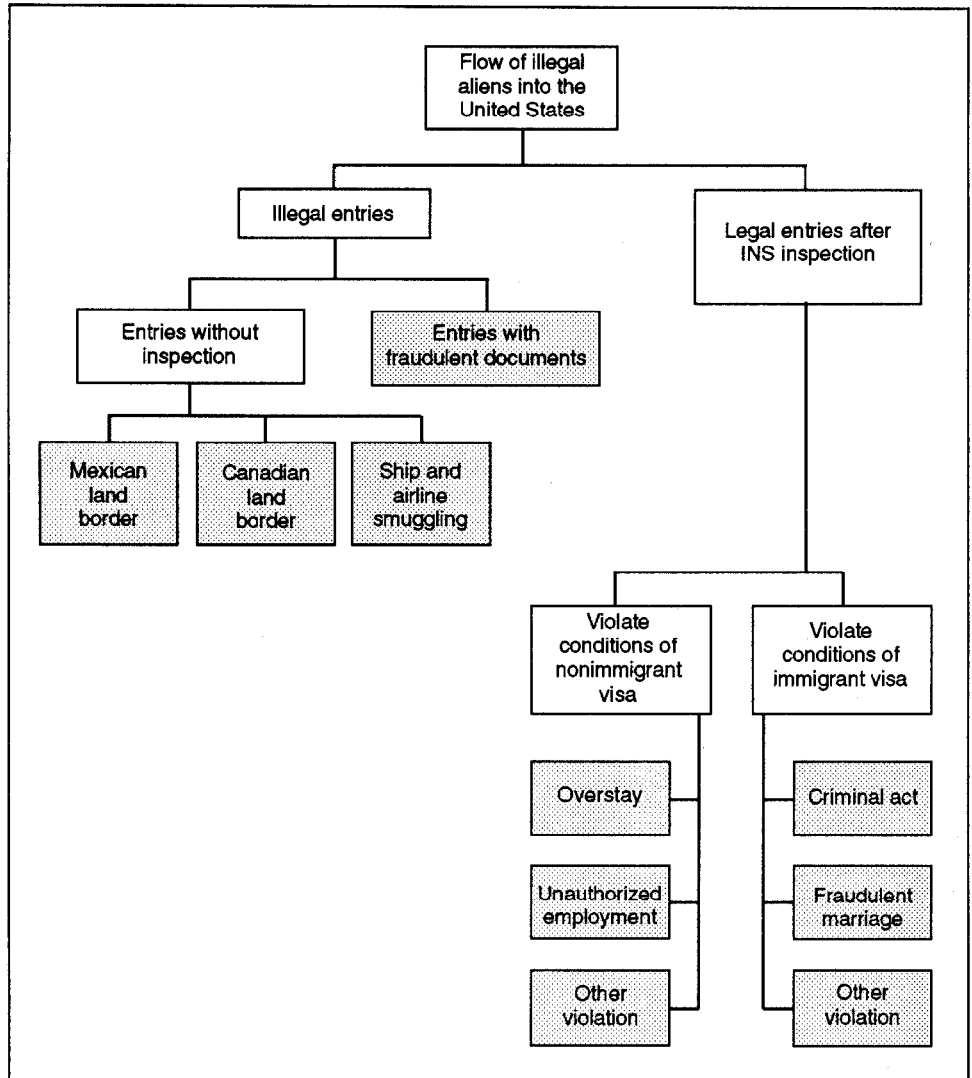 Flow of illegal
aliens into the
United States
Illegal entries
Legal entries after
INS inspection
Entries without
inspection
Entries with
fraudulent documents
Mexican
land
border
Canadian
land
border
Ship and
airline
smuggling
Violate
conditions of
nonimmigrant
visa
Violate
conditions of
immigrant visa
Overstay
Criminal act
Unauthorized
employment
Fraudulent
marriage
Other
violation
Other
violation